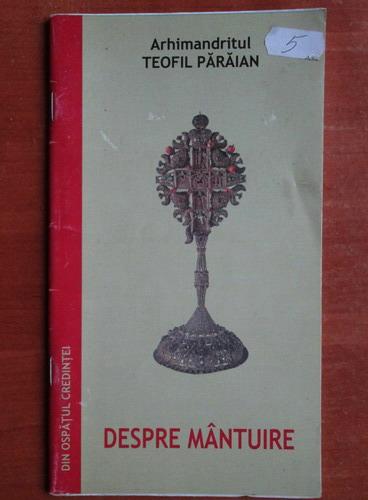 Arhimandritul
TEOFIL PĂRĂIAN
5
DIN OSPĂȚUL CREDINȚEI
DESPRE MÂNTUIRE